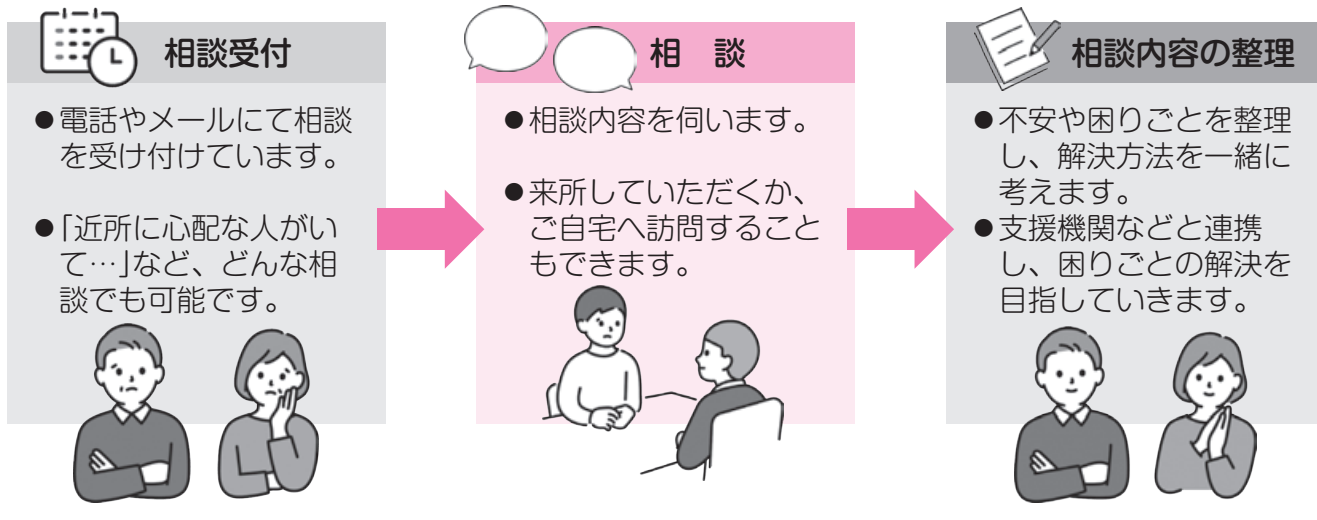 相談受付
●電話やメールにて相談
を受け付けています。
●「近所に心配な人がい
て…」など、どんな相
談でも可能です。
相　談
●相談内容を伺います。
●来所していただくか、
ご自宅へ訪問すること
もできます。
相談内容の整理
●不安や困りごとを整理
し、解決方法を一緒に
考えます。
●支援機関などと連携
し、困りごとの解決を
目指していきます。